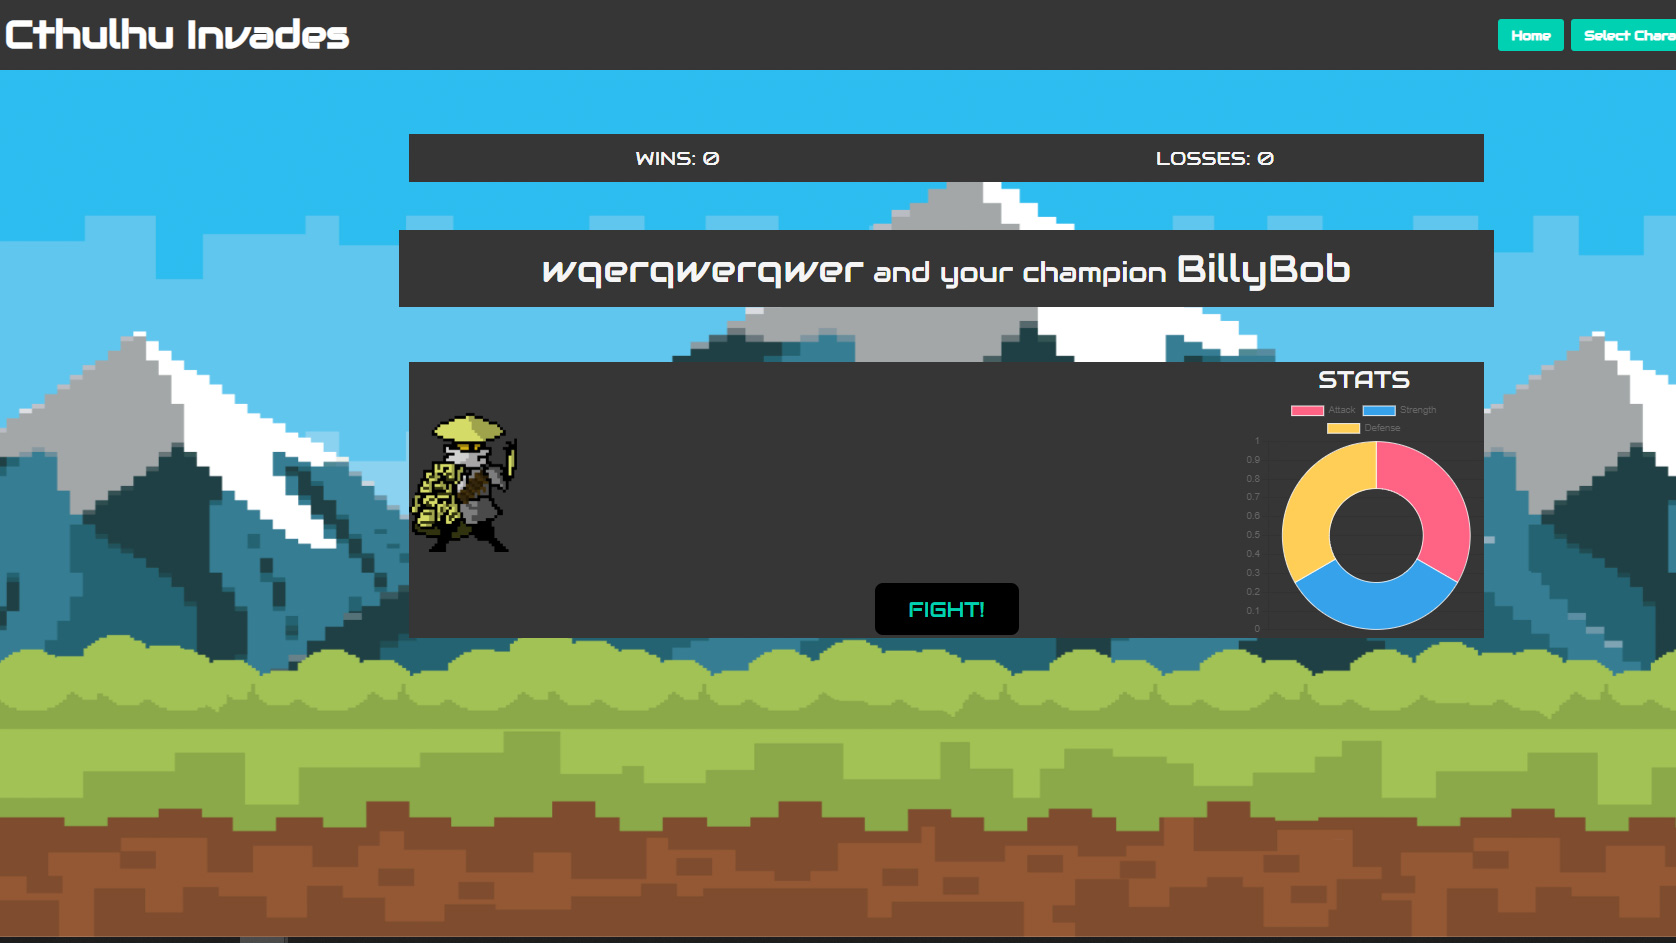 Cthulhu Invades
Home
Select Chara
WINS: 0
LOSSES: 0
wqerqwerqwer and your champion BillyBob
STATS
Attack
Strength
Defense
1
0.9
0.8
0.7
0.6
0.5
0.4
0.3
0.2
0.1
0
FIGHT!